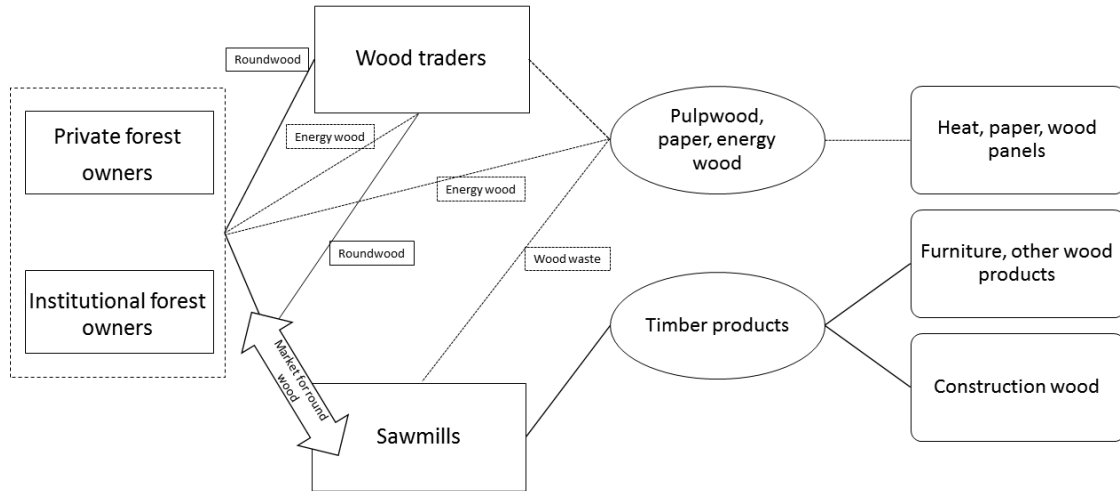 Roundwood
Wood traders
Private forest
owners
Energy wood
Pulpwood,
paper, energy
wood
Heat, paper, wood
panels
Energy wood
Roundwood
Wood waste
Furniture, other wood
products
Institutional forest
owners
Market for round
wood
Timber products
Construction wood
Sawmills